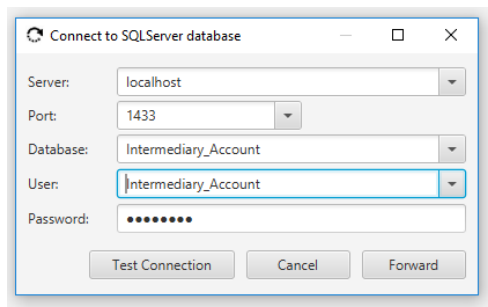 Connect to SQLServer database
Server: localhost
Port: 1433
Database: Intermediary_Account
User: Intermediary_Account
Password: ●●●●●●●●
Test Connection Cancel Forward